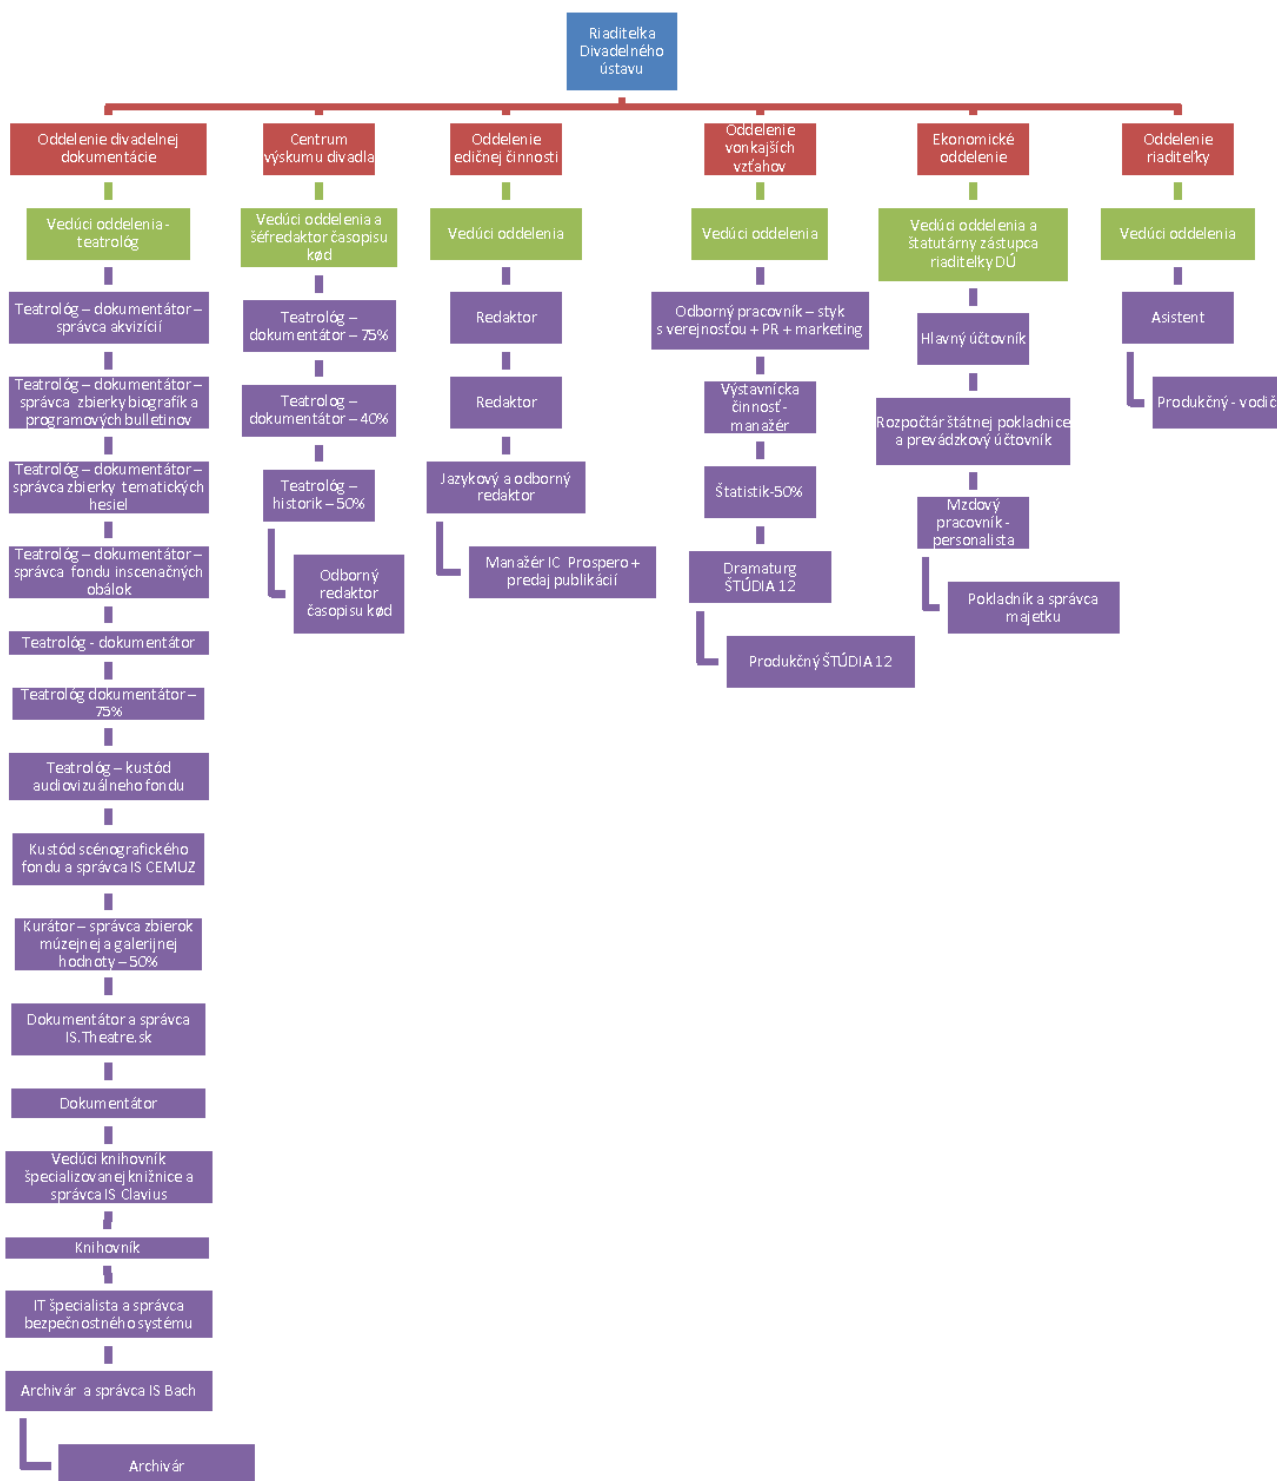 Riaditeľka
Divadelného
ústavu
Oddelenie divadelnej
dokumentácie
Vedúci oddelenia -
teatrológ
Teatrológ – dokumentátor –
správca akvizícií
Teatrológ – dokumentátor –
správca zbierky biografík a
programových bulletinov
Teatrológ – dokumentátor –
správca zbierky tematických
hesiel
Teatrológ – dokumentátor –
správca fondu inscenačných
obálok
Teatrológ - dokumentátor
Teatrológ dokumentátor –
75%
Teatrológ – kustód
audiovizuálneho fondu
Kustód scénografického
fondu a správca IS CEMUZ
Kurátor – správca zbierok
múzejnej a galerijnej
hodnoty – 50%
Dokumentátor a správca
IS.Theatre.sk
Dokumentátor
Vedúci knihovník
špecializovanej knižnice a
správca IS Clavius
Knihovník
IT špecialista a správca
bezpečnostného systému
Archivár a správca IS Bach
Archivár
Centrum
výskumu divadla
Vedúci oddelenia a
šéfredaktor časopisu
kød
Teatrológ –
dokumentátor – 75%
Teatrolog –
dokumentátor – 40%
Teatrológ –
historik – 50%
Odborný
redaktor
časopisu kød
Oddelenie
edičnej činnosti
Vedúci oddelenia
Redaktor
Redaktor
Jazykový a odborný
redaktor
Manažér IC Prospero +
predaj publikácií
Oddelenie
vonkajších
vzťahov
Vedúci oddelenia
Odborný pracovník – styk
s verejnosťou + PR + marketing
Výstavnícka
činnosť -
manažér
Štatistik-50%
Dramaturg
ŠTÚDIA 12
Produkčný ŠTÚDIA 12
Ekonomické
oddelenie
Vedúci oddelenia a
štatutárny zástupca
riaditeľky DÚ
Hlavný účtovník
Rozpočtár štátnej pokladnice
a prevádzkový účtovník
Mzdový
pracovník -
personalista
Pokladník a správca
majetku
Oddelenie
riaditeľky
Vedúci oddelenia
Asistent
Produkčný - vodič